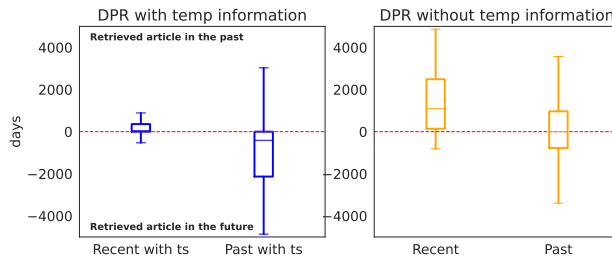 DPR with temp information
DPR without temp information
Retrieved article in the past
4000
2000
0
−2000
−4000
days
Retrieved article in the future
Recent with ts
Past with ts
4000
2000
0
−2000
−4000
Recent
Past